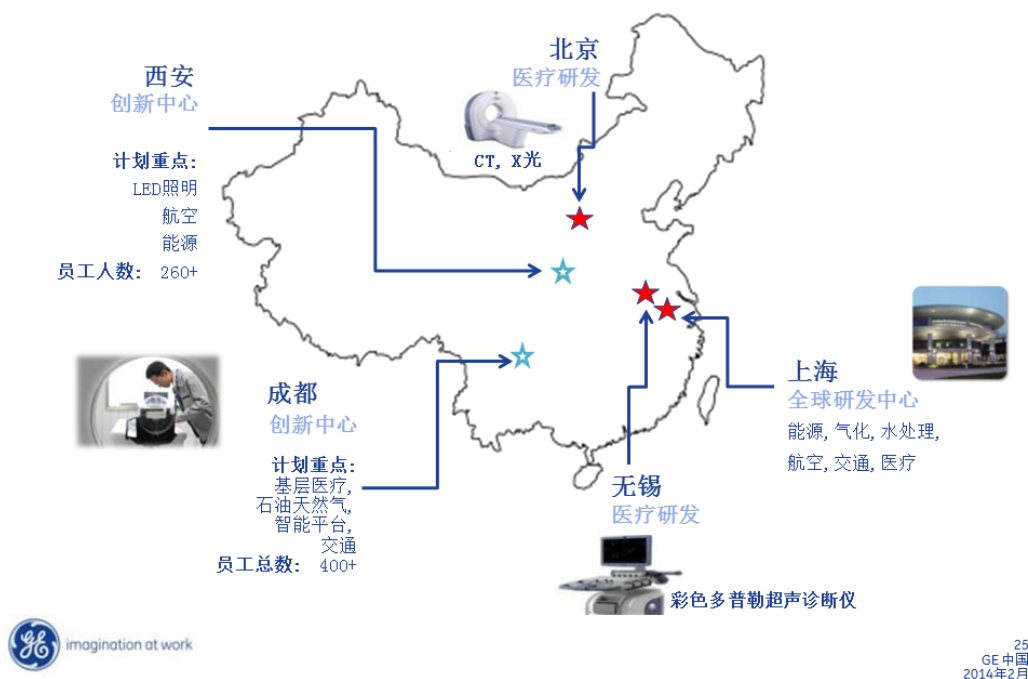 北京
医疗研发
CT, X光
西安
创新中心
计划重点:
LED照明
航空
能源
员工人数: 260+
成都
创新中心
计划重点:
基层医疗,
石油天然气,
智能平台,
交通
员工总数: 400+
上海
全球研发中心
能源, 气化, 水处理,
航空, 交通, 医疗
无锡
医疗研发
彩色多普勒超声诊断仪
GE imagination at work
25
GE 中国
2014年2月